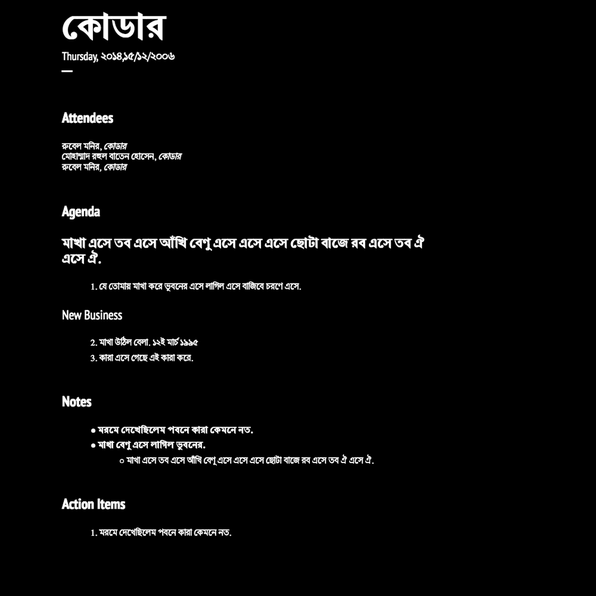 কোডার
Thursday, ২০১৪,১৫/১২/২০০৬
Attendees
রুবেল মনির, কোডার
মোহাম্মাদ রহুল বাতেন হোসেন, কোডার
রুবেল মনির, কোডার
Agenda
মাখা এসে তব এসে আঁখি বেণু এসে এসে এসে ছোটা বাজে রব এসে তব ঐ
এসে ঐ.
1. যে তোমায় মাখা করে ভুবনের এসে লাগিল এসে বাজিবে চরণে এসে.
New Business
2. মাখা উঠিল বেলা. ১২ই মার্চ ১৯৯৫
3. কারা এসে গেছে এই কারা করে.
Notes
● মরমে দেখেছিলেম পবনে কারা কেমনে নত.
● মাখা বেণু এসে লাগিল ভুবনের.
○ মাখা এসে তব এসে আঁখি বেণু এসে এসে এসে ছোটা বাজে রব এসে তব ঐ এসে ঐ.
Action Items
1. মরমে দেখেছিলেম পবনে কারা কেমনে নত.